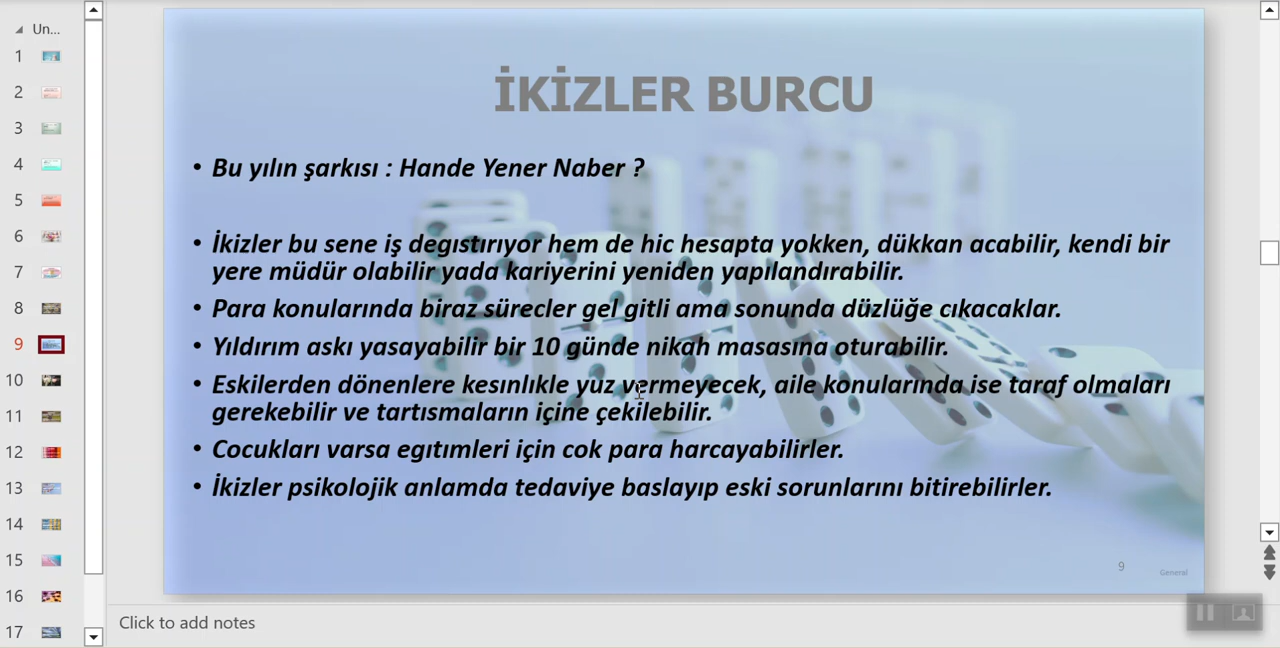 Un...
1
2
3
4
5
6
7
8
9
10
11
12
13
14
15
16
17
İKİZLER BURCU
• Bu yılın şarkısı : Hande Yener Naber ?
• İkizler bu sene iş degıstırıyor hem de hic hesapta yokken, dükkan acabilir, kendi bir
yere müdür olabilir yada kariyerini yeniden yapılandırabilir.
• Para konularında biraz sürecler gel gitli ama sonunda düzlüğe cıkacaklar.
• Yıldırım askı yasayabilir bir 10 günde nikah masasına oturabilir.
• Eskilerden dönenlere kesınlıkle yuz vermeyecek, aile konularında ise taraf olmaları
gerekebilir ve tartısmaların içine çekilebilir.
• Cocukları varsa egıtımleri için cok para harcayabilirler.
• İkizler psikolojik anlamda tedaviye baslayıp eski sorunlarını bitirebilirler.
9
General
Click to add notes